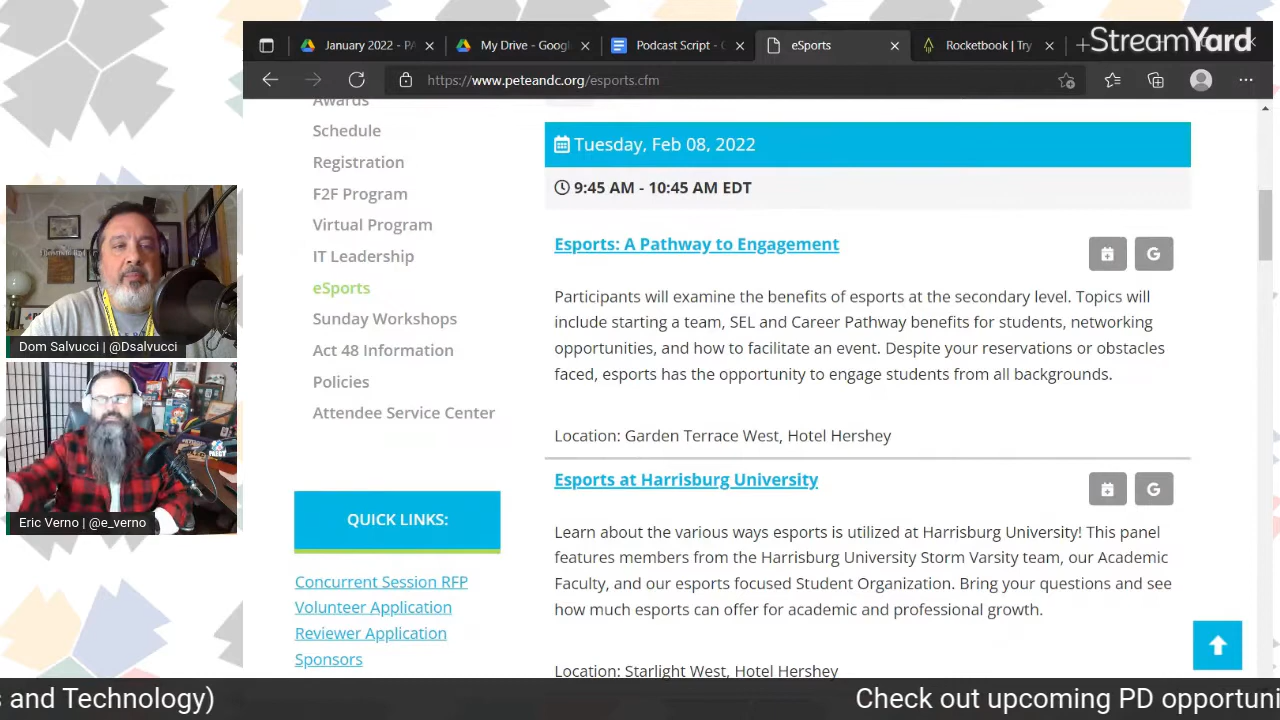 January 2022 - PA
My Drive - Goog
Podcast Script -
eSports
Rocketbook | Try
StreamYard
https://www.peteandc.org/esports.cfm
Awards
Schedule
Registration
F2F Program
Virtual Program
IT Leadership
eSports
Sunday Workshops
Act 48 Information
Policies
Attendee Service Center
QUICK LINKS:
Concurrent Session RFP
Volunteer Application
Reviewer Application
Sponsors
Tuesday, Feb 08, 2022
9:45 AM - 10:45 AM EDT
Esports: A Pathway to Engagement
G
Participants will examine the benefits of esports at the secondary level. Topics will
include starting a team, SEL and Career Pathway benefits for students, networking
opportunities, and how to facilitate an event. Despite your reservations or obstacles
faced, esports has the opportunity to engage students from all backgrounds.
Location: Garden Terrace West, Hotel Hershey
Esports at Harrisburg University
G
Learn about the various ways esports is utilized at Harrisburg University! This panel
features members from the Harrisburg University Storm Varsity team, our Academic
Faculty, and our esports focused Student Organization. Bring your questions and see
how much esports can offer for academic and professional growth.
Location: Starlight West, Hotel Hershey
Dom Salvucci | @Dsalvucci
Eric Verno | @e_verno
s and Technology)
Check out upcoming PD opportuni